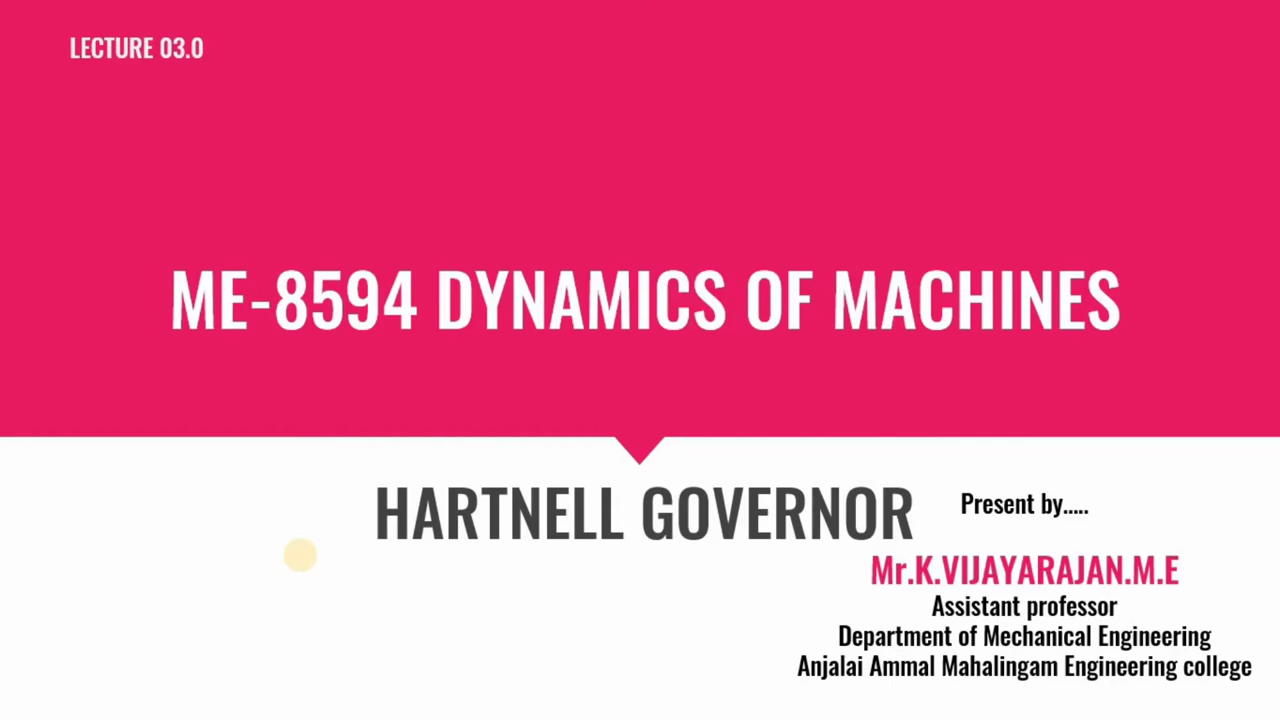 LECTURE 03.0
ME-8594 DYNAMICS OF MACHINES
HARTNELL GOVERNOR
Present by.....
Mr.K.VIJAYARAJAN.M.E
Assistant professor
Department of Mechanical Engineering
Anjalai Ammal Mahalingam Engineering college